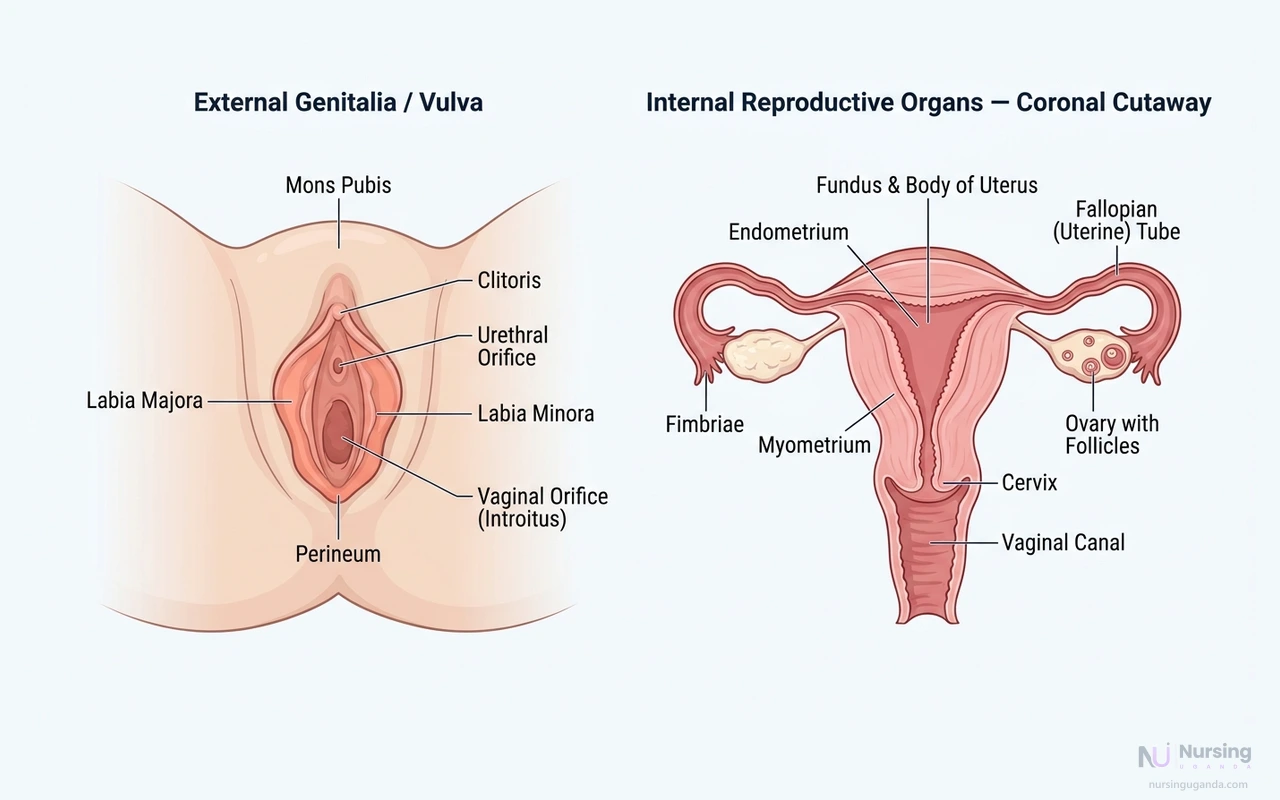 External Genitalia / Vulva
Mons Pubis
Clitoris
Urethral
Orifice
Labia Majora
Labia Minora
Vaginal Orifice
(Introitus)
Perineum
Internal Reproductive Organs — Coronal Cutaway
Fundus & Body of Uterus
Fallopian
(Uterine) Tube
Endometrium
Fimbriae
Myometrium
Ovary with
Follicles
Cervix
Vaginal Canal
NU Nursing
UGANDA
nursinguganda.com